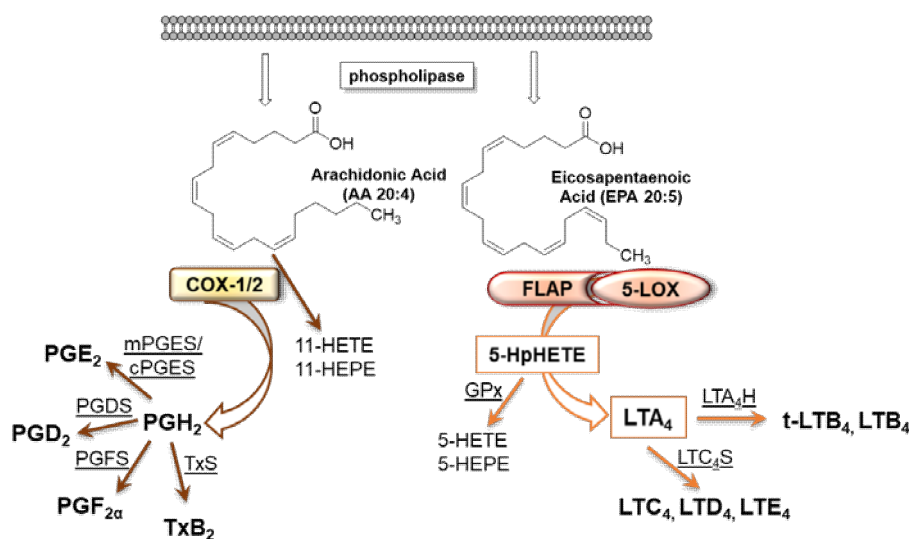 phospholipase
O
OH
Arachidonic Acid
(AA 20:4)
CH₃
O
OH
Eicosapentaenoic
Acid (EPA 20:5)
CH₃
COX-1/2
FLAP
5-LOX
11-HETE
11-HEPE
5-HpHETE
PGE₂
mPGES/
cPGES
PGDS
PGD₂
PGH₂
PGFS
TxS
PGF₂α
TxB₂
GPx
5-HETE
5-HEPE
LTA₄
LTA₄H
t-LTB₄, LTB₄
LTC₄S
LTC₄, LTD₄, LTE₄